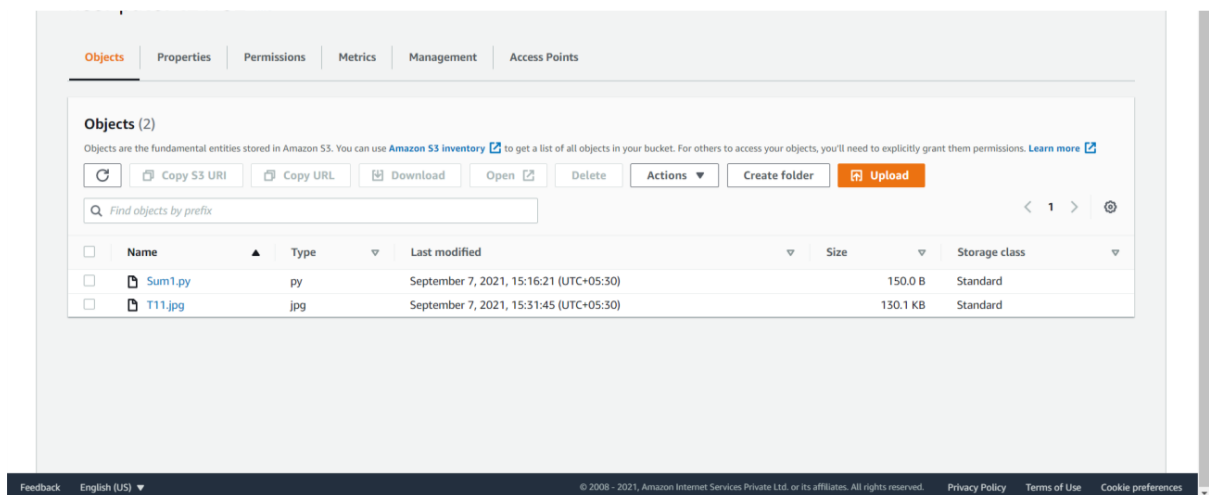 Objects Properties Permissions Metrics Management Access Points
Objects (2)
Objects are the fundamental entities stored in Amazon S3. You can use Amazon S3 inventory to get a list of all objects in your bucket. For others to access your objects, you'll need to explicitly grant them permissions. Learn more
Copy S3 URI Copy URL Download Open Delete Actions Create folder Upload
Find objects by prefix 1
Name Type Last modified Size Storage class
Sum1.py py September 7, 2021, 15:16:21 (UTC+05:30) 150.0 B Standard
T11.jpg jpg September 7, 2021, 15:31:45 (UTC+05:30) 130.1 KB Standard
Feedback English (US) © 2008 - 2021, Amazon Internet Services Private Ltd. or its affiliates. All rights reserved. Privacy Policy Terms of Use Cookie preferences